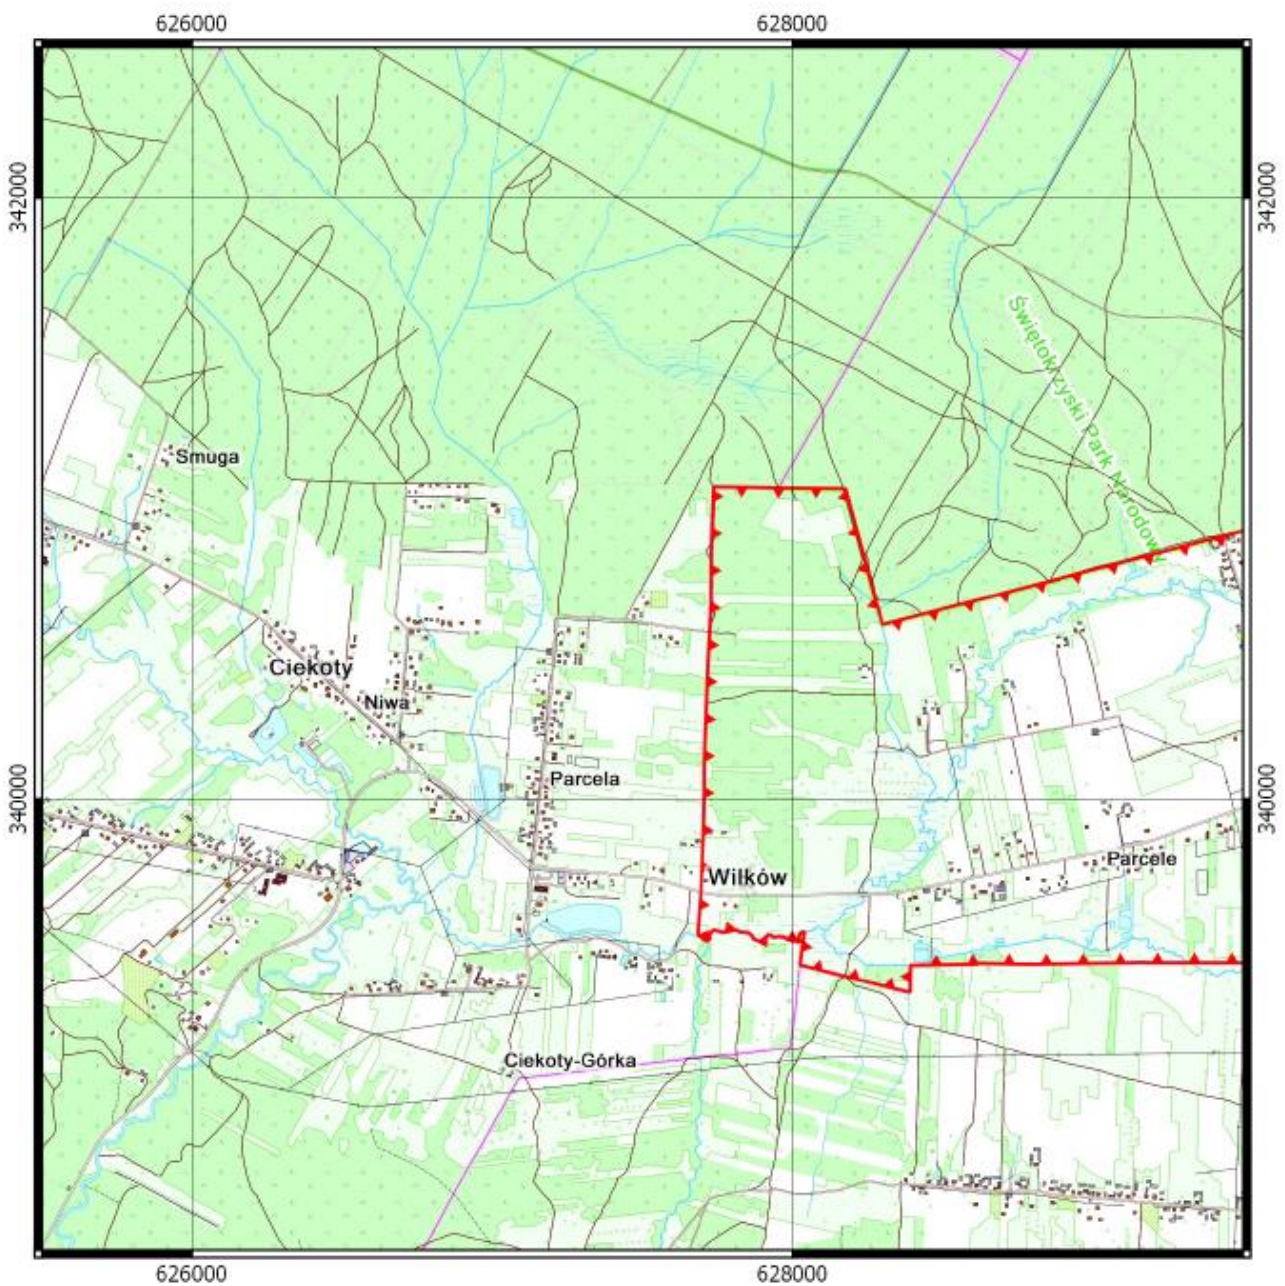 626000
628000
342000
342000
Świętokrzyski Park Narodowy
Smuga
Ciekoty
Niwa
Parcela
340000
340000
Parcele
Wilków
Ciekoty-Górka
626000
628000